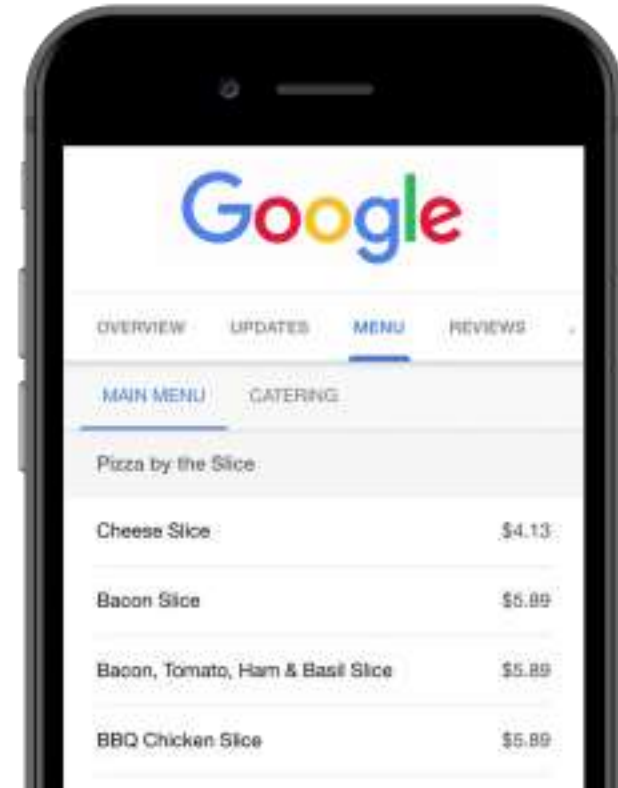 Google
OVERVIEW UPDATES MENU REVIEWS
MAIN MENU CATERING
Pizza by the Slice
Cheese Slice $4.13
Bacon Slice $5.89
Bacon, Tomato, Ham & Basil Slice $5.89
BBQ Chicken Slice $5.89